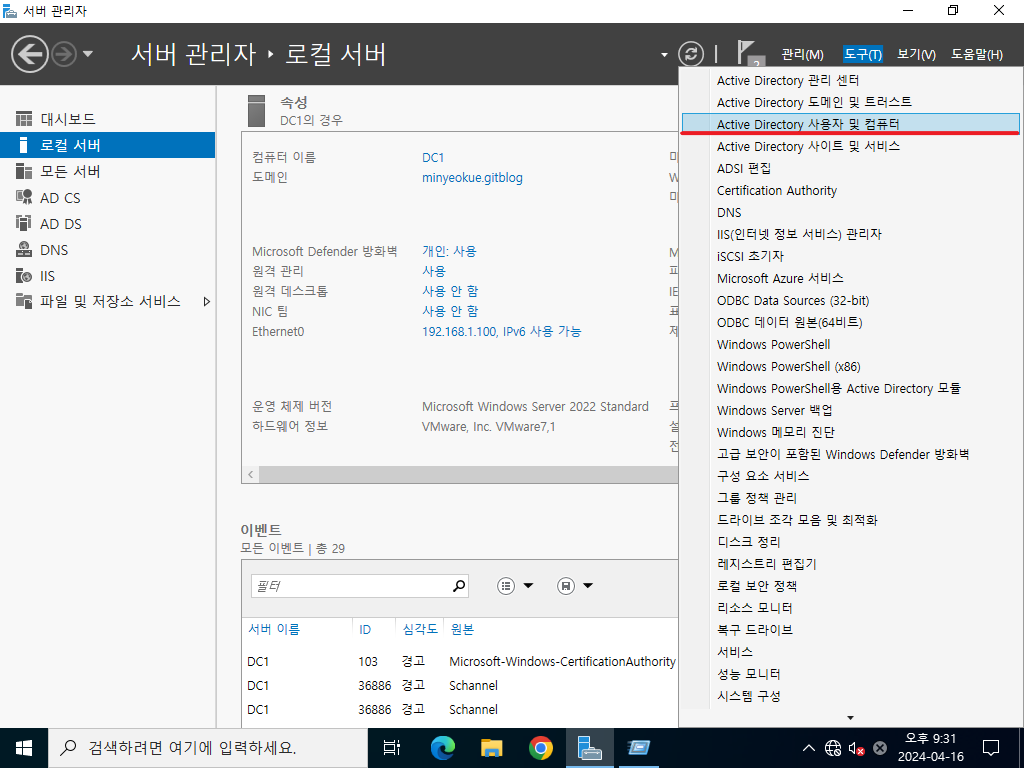 서버 관리자
서버 관리자 ‣ 로컬 서버
관리(M) 도구(T) 보기(V) 도움말(H)
대시보드
로컬 서버
모든 서버
AD CS
AD DS
DNS
IIS
파일 및 저장소 서비스
속성
DC1의 경우
컴퓨터 이름 DC1
도메인 minyeokue.gitblog
Microsoft Defender 방화벽 개인: 사용
원격 관리 사용
원격 데스크톱 사용 안 함
NIC 팀 사용 안 함
Ethernet0 192.168.1.100, IPv6 사용 가능
운영 체제 버전 Microsoft Windows Server 2022 Standard
하드웨어 정보 VMware, Inc. VMware7,1
이벤트
모든 이벤트 | 총 29
필터
서버 이름 ID 심각도 원본
DC1 103 경고 Microsoft-Windows-CertificationAuthority
DC1 36886 경고 Schannel
DC1 36886 경고 Schannel
Active Directory 관리 센터
Active Directory 도메인 및 트러스트
Active Directory 사용자 및 컴퓨터
Active Directory 사이트 및 서비스
ADSI 편집
Certification Authority
DNS
IIS(인터넷 정보 서비스) 관리자
iSCSI 초기자
Microsoft Azure 서비스
ODBC Data Sources (32-bit)
ODBC 데이터 원본(64비트)
Windows PowerShell
Windows PowerShell (x86)
Windows PowerShell용 Active Directory 모듈
Windows Server 백업
Windows 메모리 진단
고급 보안이 포함된 Windows Defender 방화벽
구성 요소 서비스
그룹 정책 관리
드라이브 조각 모음 및 최적화
디스크 정리
레지스트리 편집기
로컬 보안 정책
리소스 모니터
복구 드라이브
서비스
성능 모니터
시스템 구성
검색하려면 여기에 입력하세요.
오후 9:31
2024-04-16